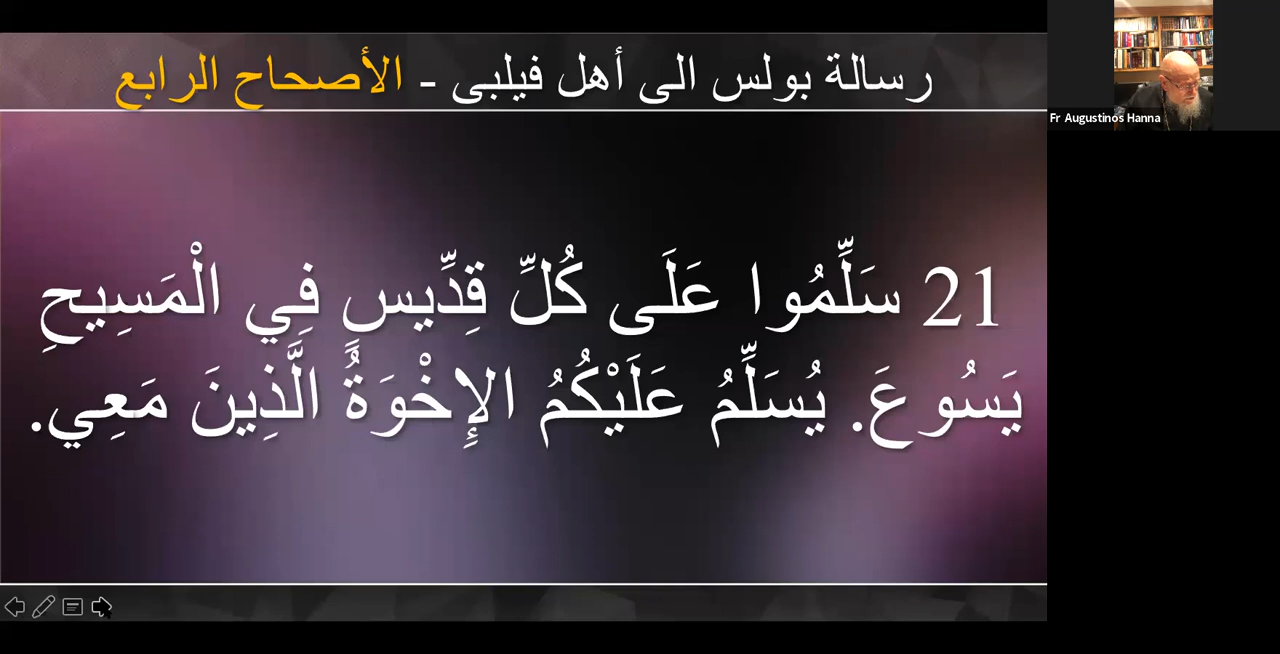 رسالة بولس الى أهل فيلبى - الأصحاح الرابع
Fr Augustinos Hanna
21 سَلِّمُوا عَلَى كُلِّ قِدِّيسٍ فِي الْمَسِيحِ
يَسُوعَ. يُسَلِّمُ عَلَيْكُمُ الإِخْوَةُ الَّذِينَ مَعِي.